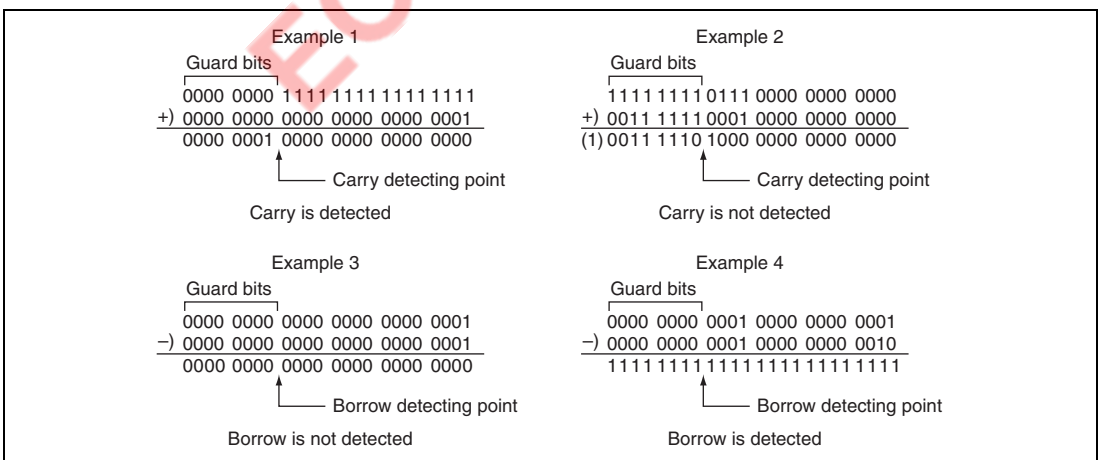 Example 1
Guard bits
0000 0000 1111 1111 1111 1111
+) 0000 0000 0000 0000 0000 0001
0000 0001 0000 0000 0000 0000
Carry detecting point
Carry is detected
Example 2
Guard bits
1111 1111 0111 0000 0000 0000
+) 0011 1111 0001 0000 0000 0000
(1) 0011 1110 1000 0000 0000 0000
Carry detecting point
Carry is not detected
Example 3
Guard bits
0000 0000 0000 0000 0000 0001
–) 0000 0000 0000 0000 0000 0001
0000 0000 0000 0000 0000 0000
Borrow detecting point
Borrow is not detected
Example 4
Guard bits
0000 0000 0001 0000 0000 0001
–) 0000 0000 0001 0000 0000 0010
1111 1111 1111 1111 1111 1111
Borrow detecting point
Borrow is detected